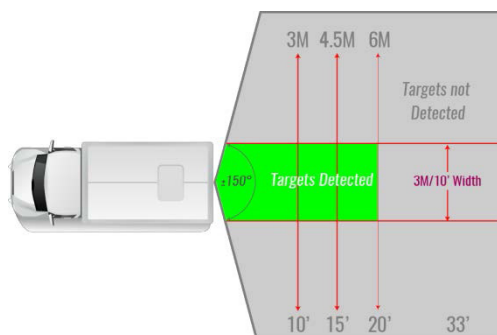 3M 4.5M 6M
Targets not
Detected
±150°
Targets Detected
3M/10' Width
10' 15' 20' 33'